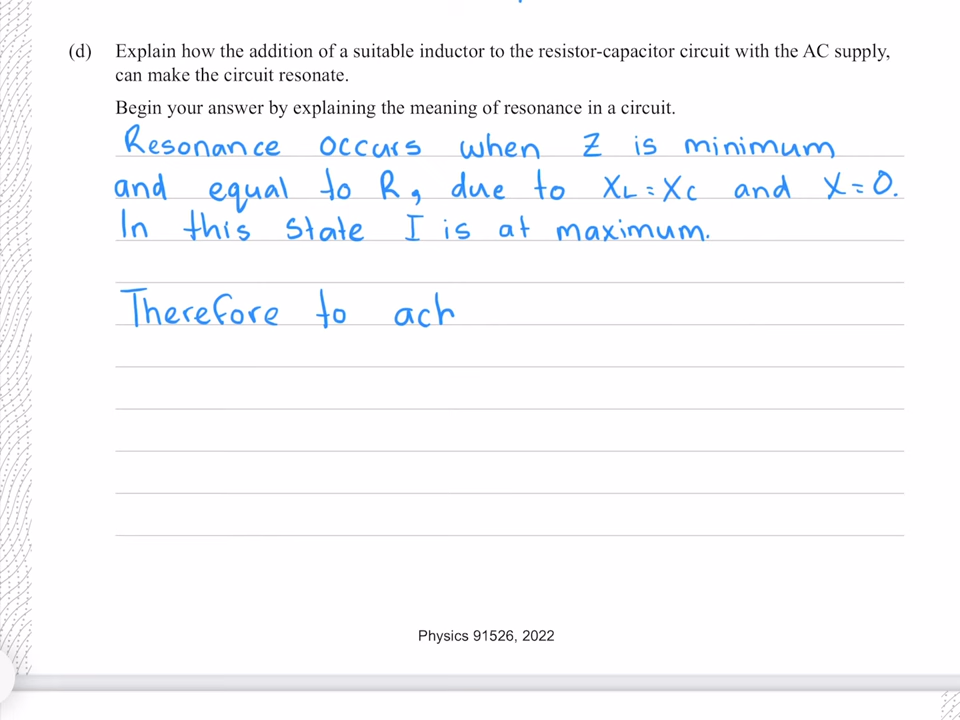 (d) Explain how the addition of a suitable inductor to the resistor-capacitor circuit with the AC supply,
can make the circuit resonate.
Begin your answer by explaining the meaning of resonance in a circuit.
Resonance occurs when Z is minimum
and equal to R, due to XL = XC and X = 0.
In this state I is at maximum.
Therefore to ach
Physics 91526, 2022